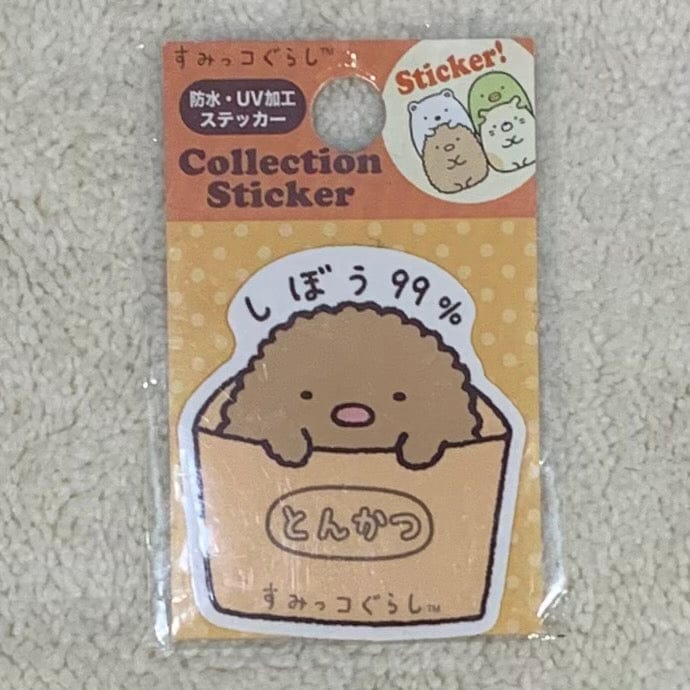 すみっコぐらし™
防水・UV加工
ステッカー
Sticker!
Collection
Sticker
しぼう99%
とんかつ
すみっコぐらし™